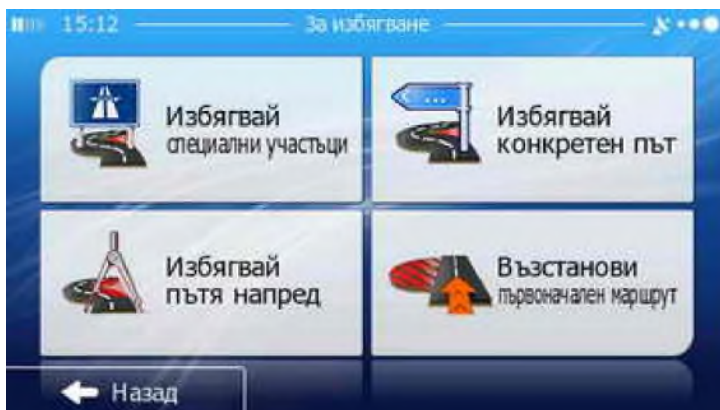 15:12 За избягване
Избягвай
специални участъци
Избягвай
конкретен път
Избягвай
пътя напред
Възстанови
първоначален маршрут
Назад